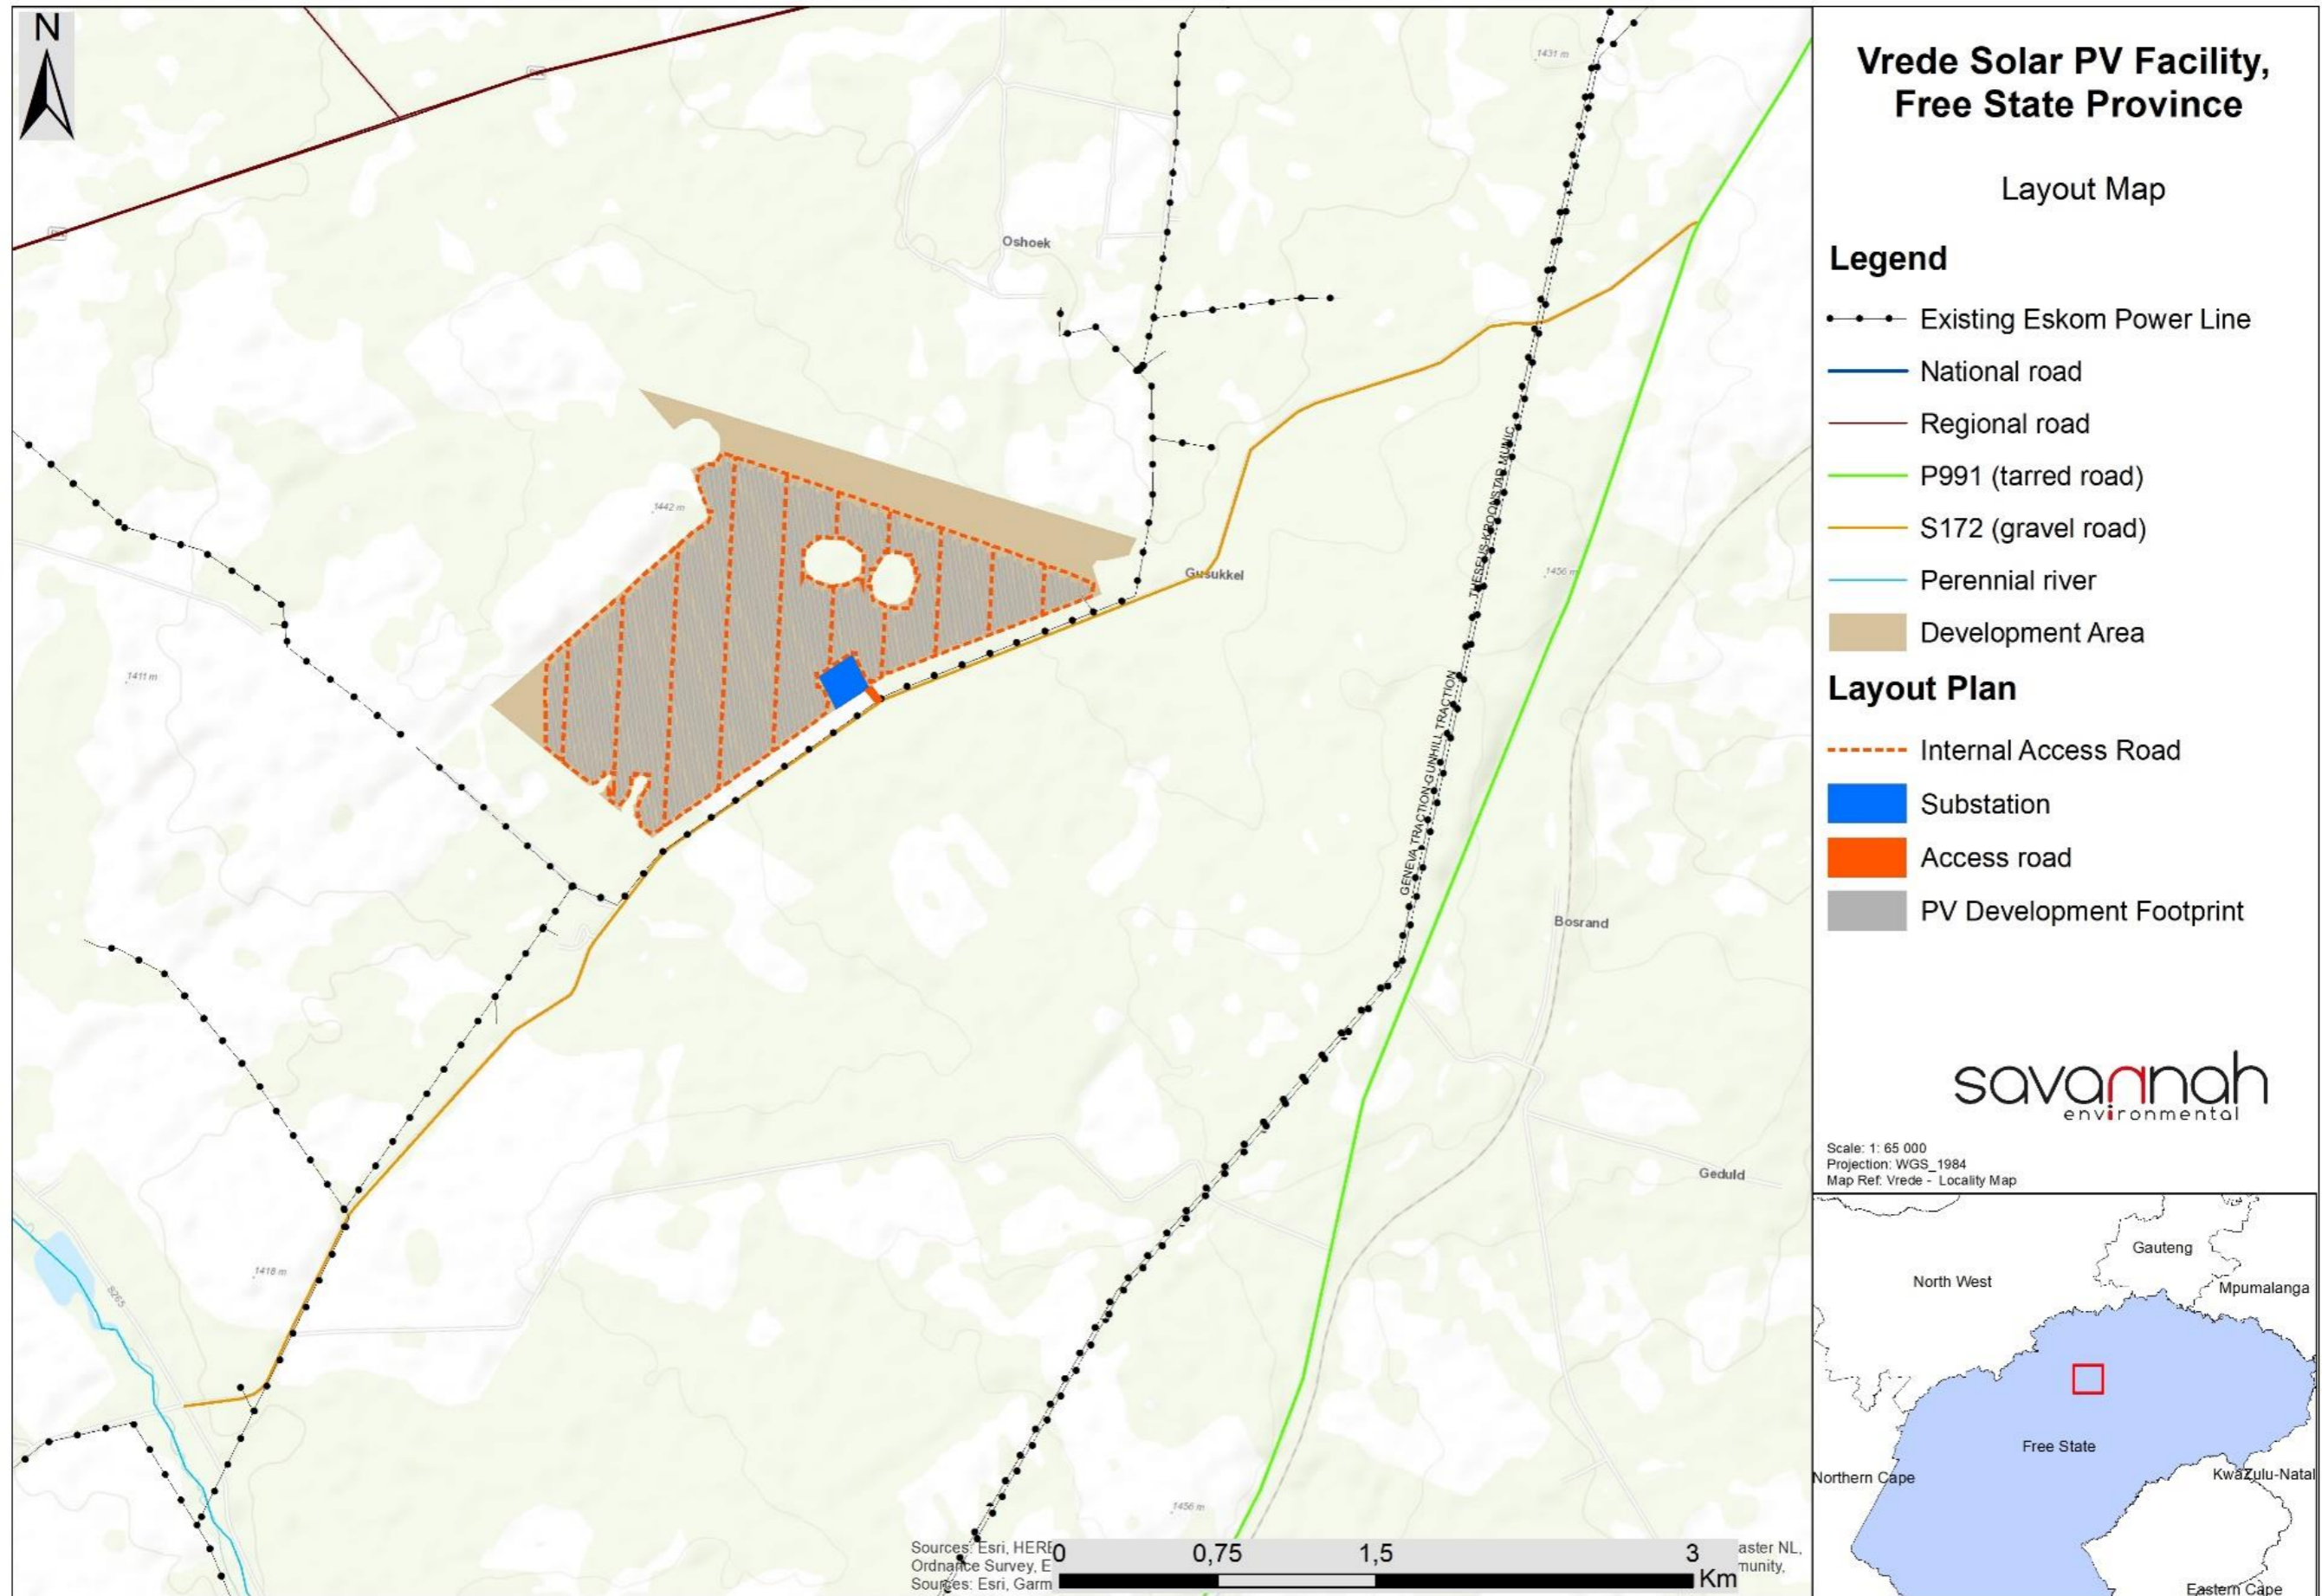 N
1431 m
Oshoek
1442 m
Gusukkel
THESEUS-KROONSTAD MUNIC
1456 m
1411 m
GENEVA TRACTION-GUNHILL TRACTION
Bosrand
Geduld
1418 m
S265
1456 m
Sources: Esri, HERE
Ordnance Survey, E
Sources: Esri, Garm
aster NL,
munity,
0 0,75 1,5 3
Km
Vrede Solar PV Facility,
Free State Province
Layout Map
Legend
Existing Eskom Power Line
National road
Regional road
P991 (tarred road)
S172 (gravel road)
Perennial river
Development Area
Layout Plan
Internal Access Road
Substation
Access road
PV Development Footprint
savannah
environmental
Scale: 1: 65 000
Projection: WGS_1984
Map Ref: Vrede - Locality Map
Gauteng
North West
Mpumalanga
Free State
Northern Cape
KwaZulu-Natal
Eastern Cape